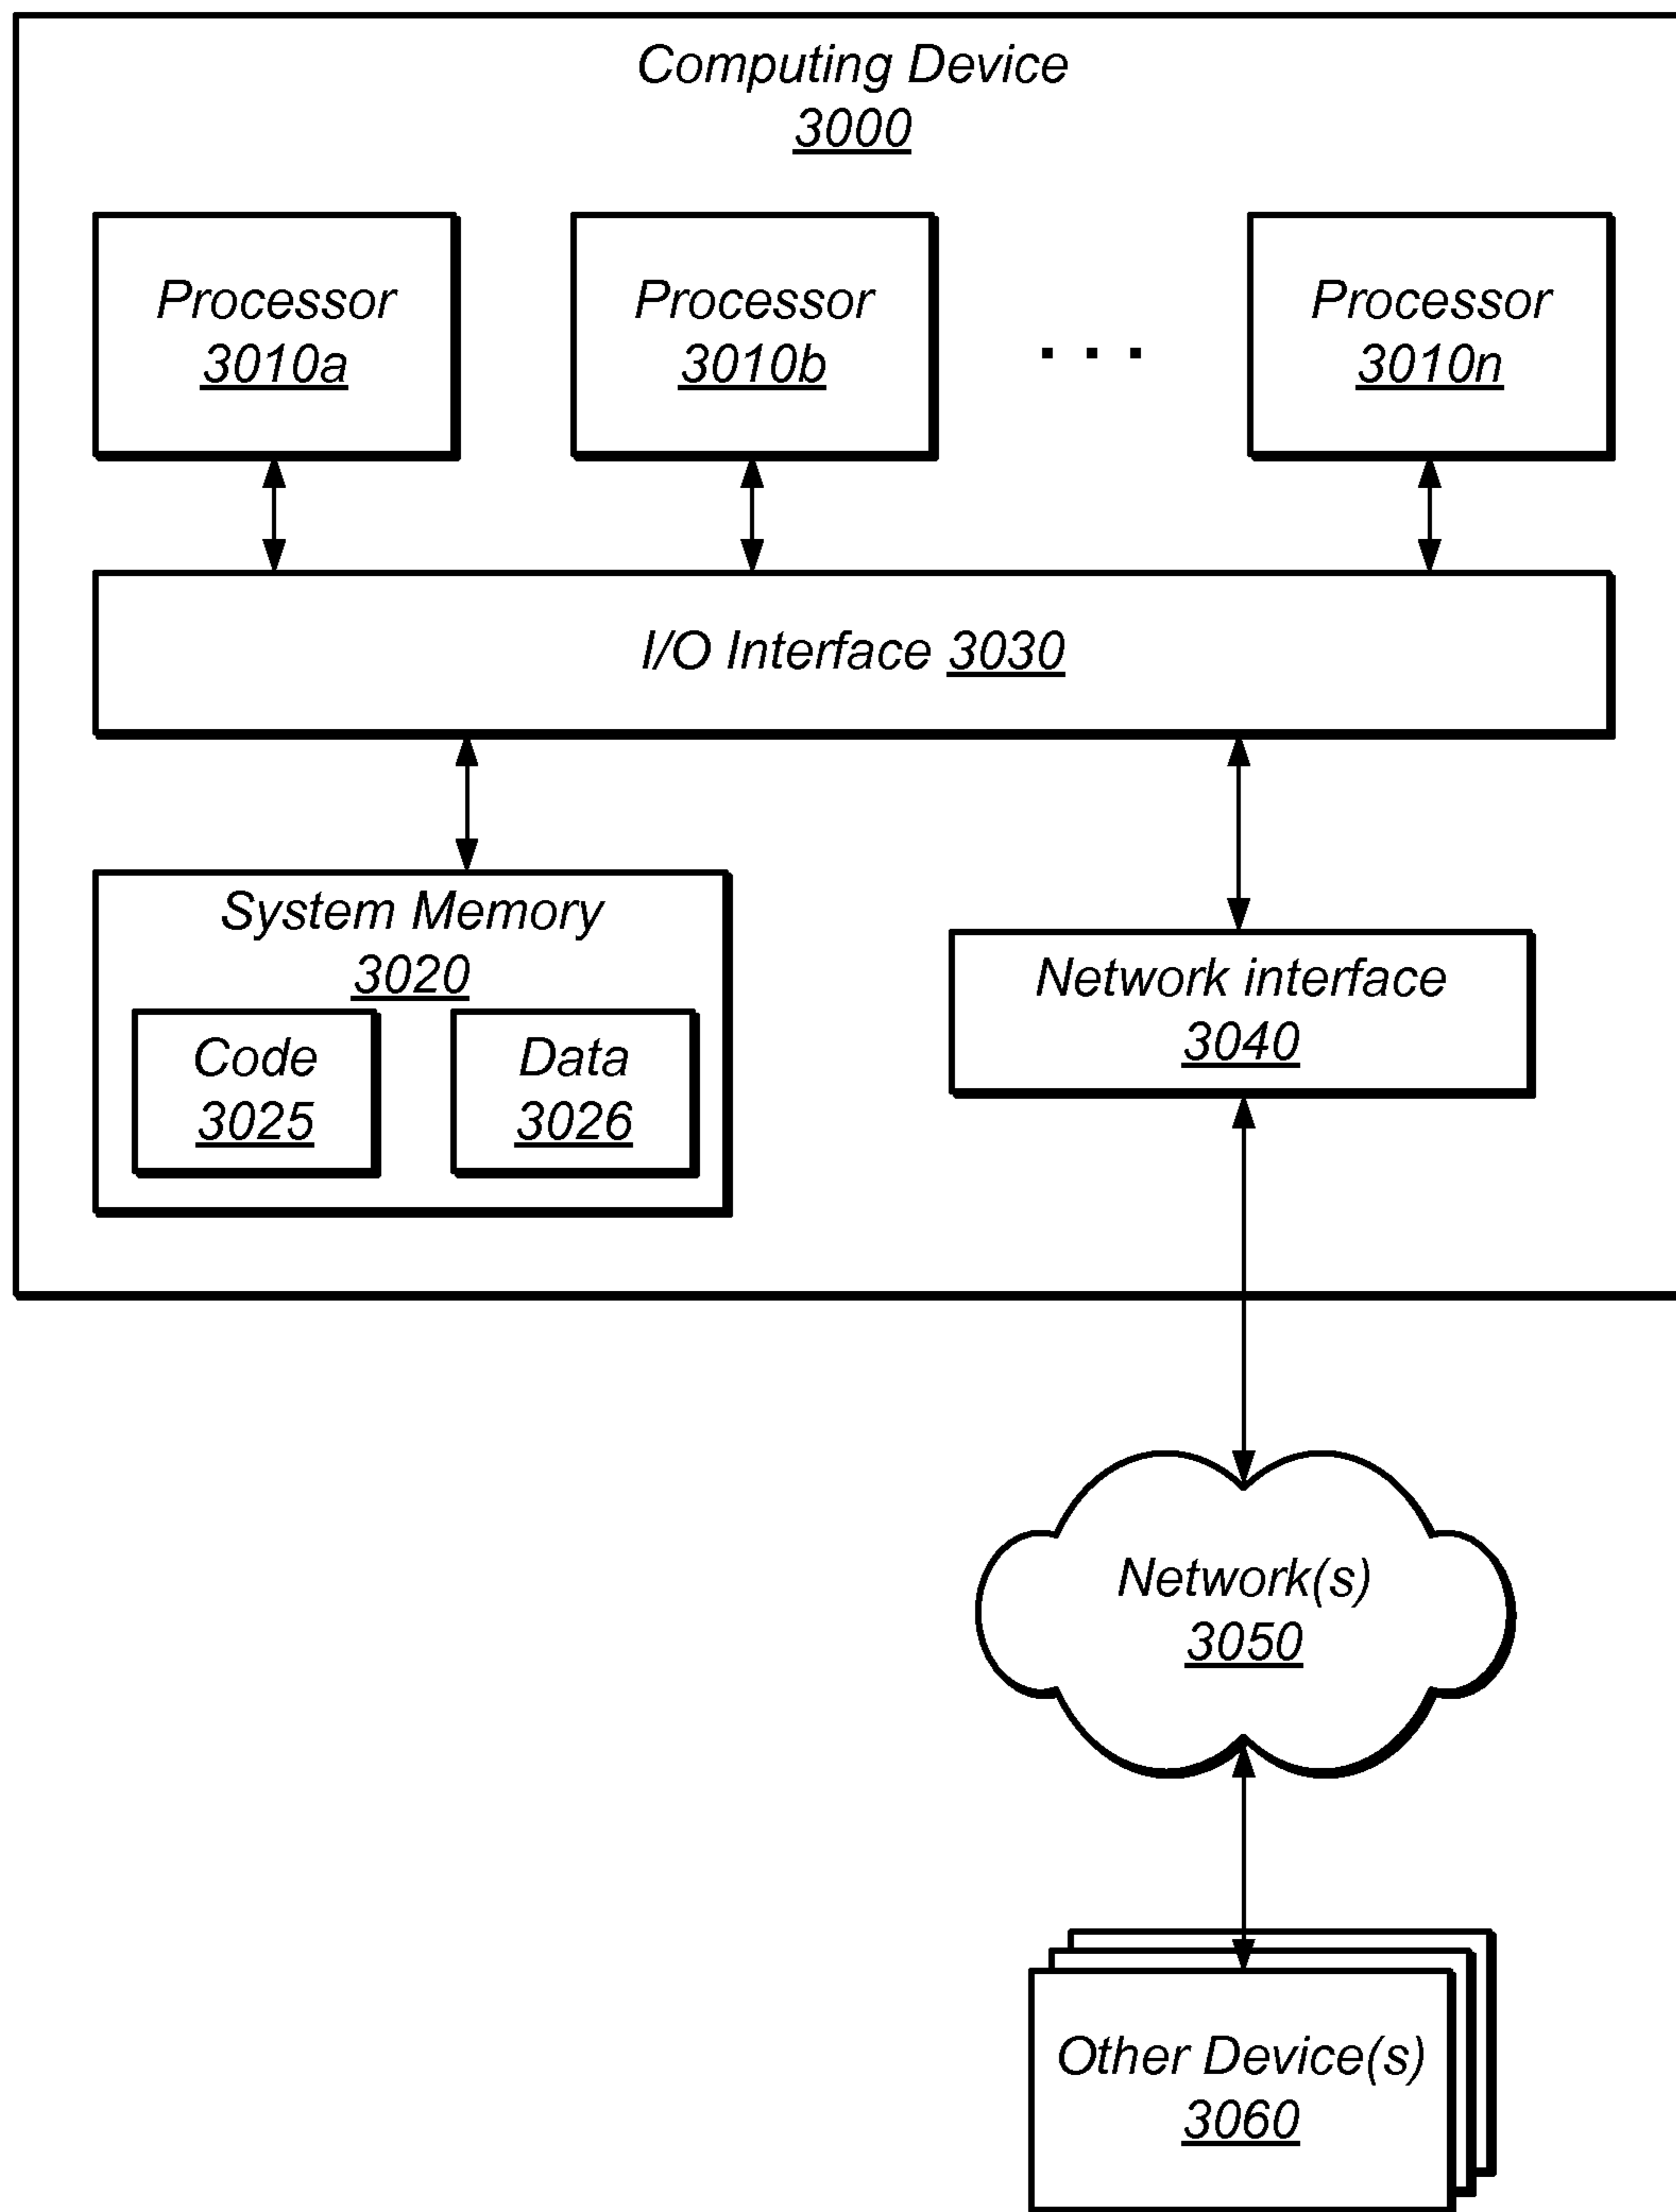 Computing Device
3000
Processor
3010a
Processor
3010b
. . .
Processor
3010n
I/O Interface 3030
System Memory
3020
Code
3025
Data
3026
Network interface
3040
Network(s)
3050
Other Device(s)
3060